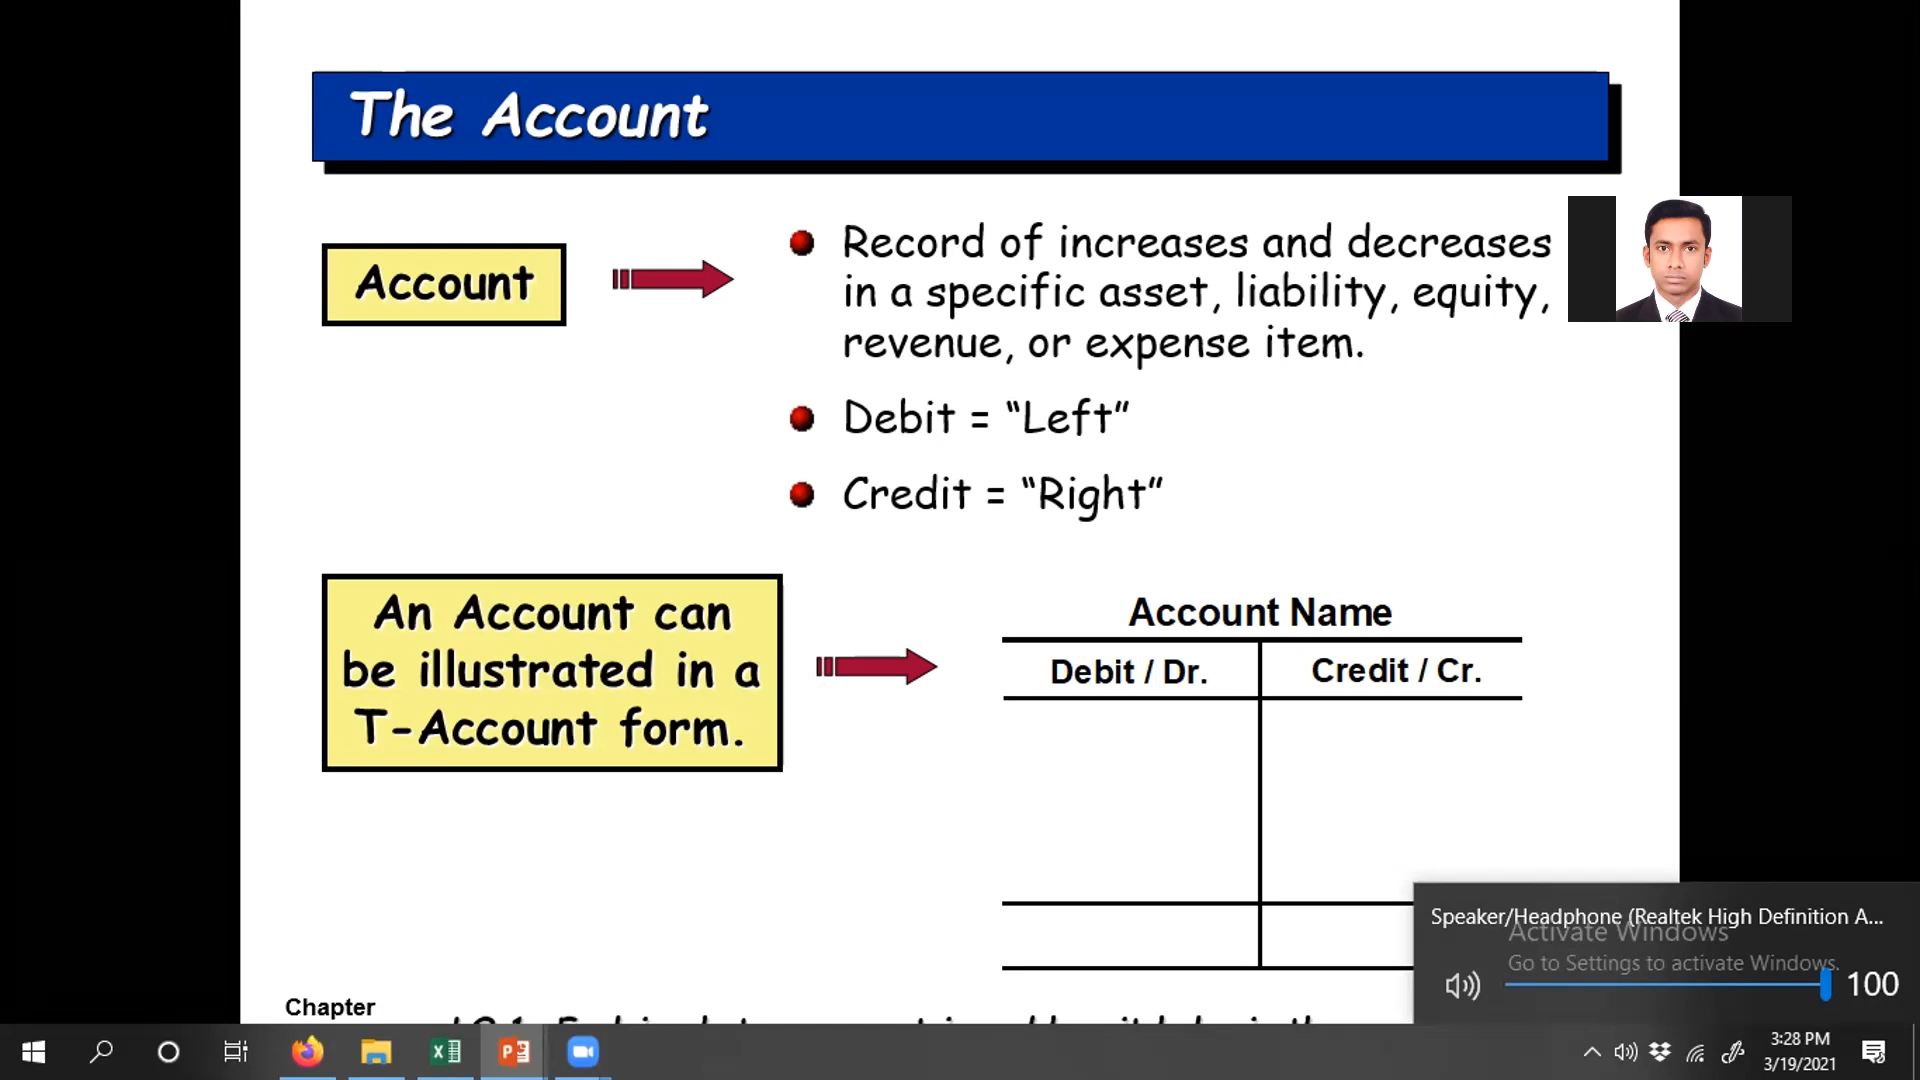 The Account
Account
Record of increases and decreases
in a specific asset, liability, equity,
revenue, or expense item.
Debit = “Left”
Credit = “Right”
An Account can
be illustrated in a
T-Account form.
Account Name
Debit / Dr.
Credit / Cr.
Speaker/Headphone (Realtek High Definition A...
Activate Windows
Go to Settings to activate Windows.
100
Chapter
3:28 PM
3/19/2021